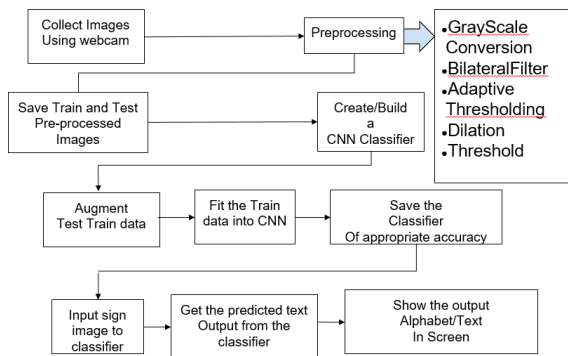 Collect Images
Using webcam
Preprocessing
•GrayScale
Conversion
•BilateralFilter
•Adaptive
Thresholding
•Dilation
•Threshold
Save Train and Test
Pre-processed
Images
Create/Build
a
CNN Classifier
Augment
Test Train data
Fit the Train
data into CNN
Save the
Classifier
Of appropriate accuracy
Input sign
image to
classifier
Get the predicted text
Output from the
classifier
Show the output
Alphabet/Text
In Screen